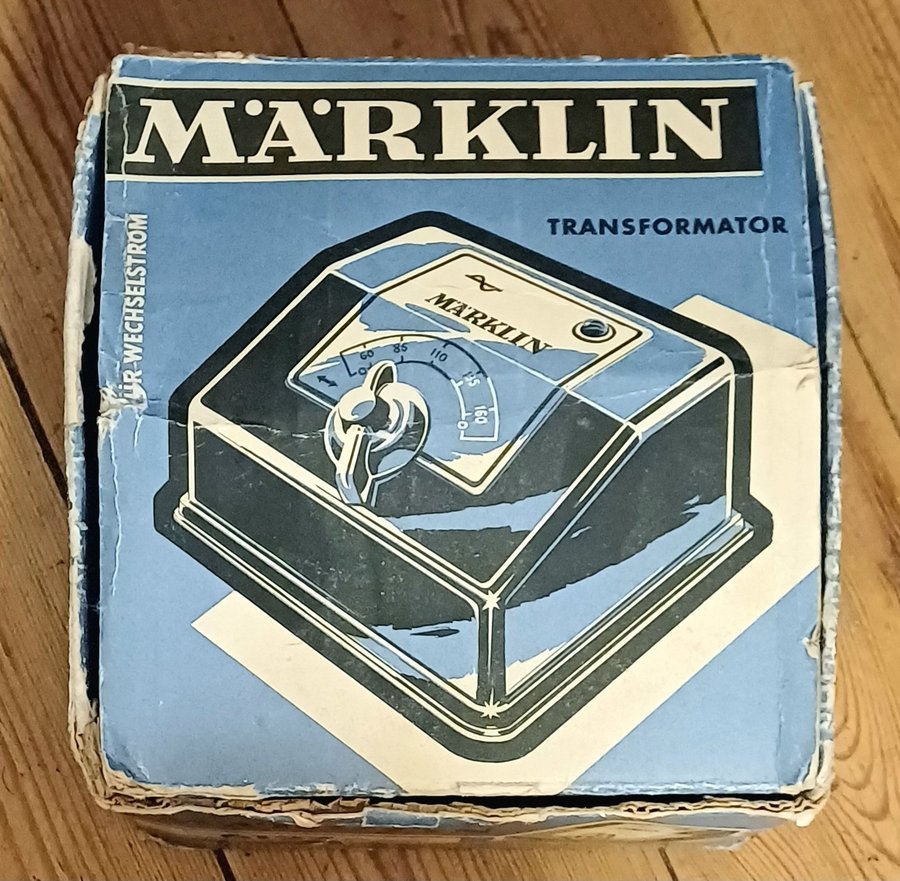 MÄRKLIN
TRANSFORMATOR
FÜR WECHSELSTROM
MÄRKLIN
60 85 110 135 160
0